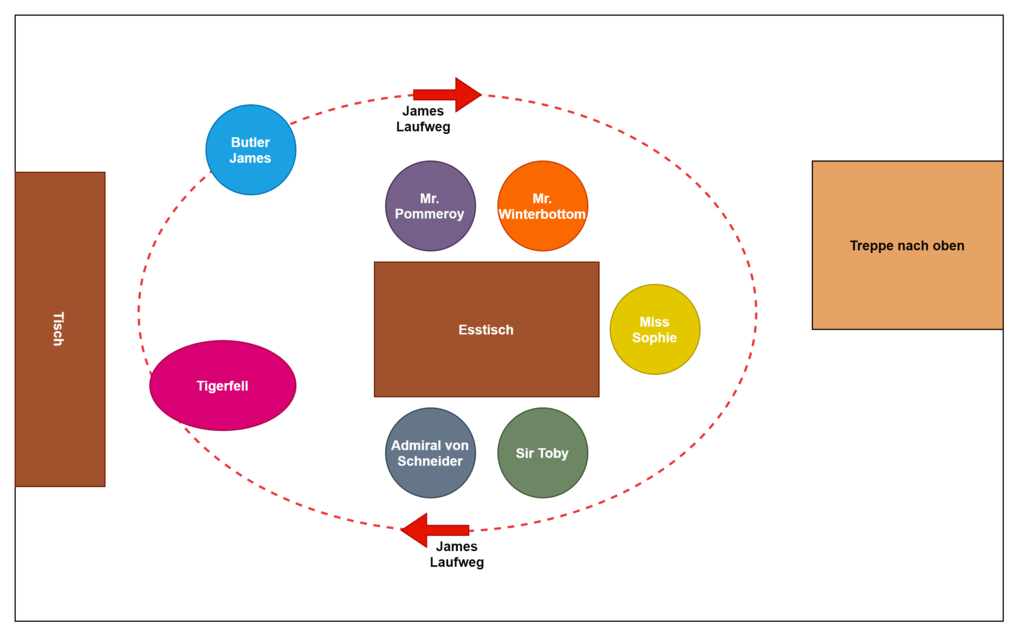 James
Laufweg
Butler
James
Mr.
Pommeroy
Mr.
Winterbottom
Treppe nach oben
Tisch
Esstisch
Miss
Sophie
Tigerfell
Admiral von
Schneider
Sir Toby
James
Laufweg